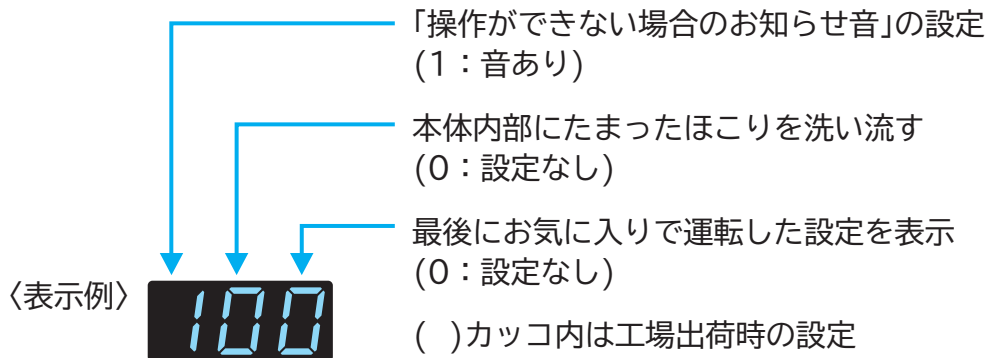 「操作ができない場合のお知らせ音」の設定
(1：音あり)
本体内部にたまったほこりを洗い流す
(0：設定なし)
最後にお気に入りで運転した設定を表示
(0：設定なし)
〈表示例〉
100
( )カッコ内は工場出荷時の設定